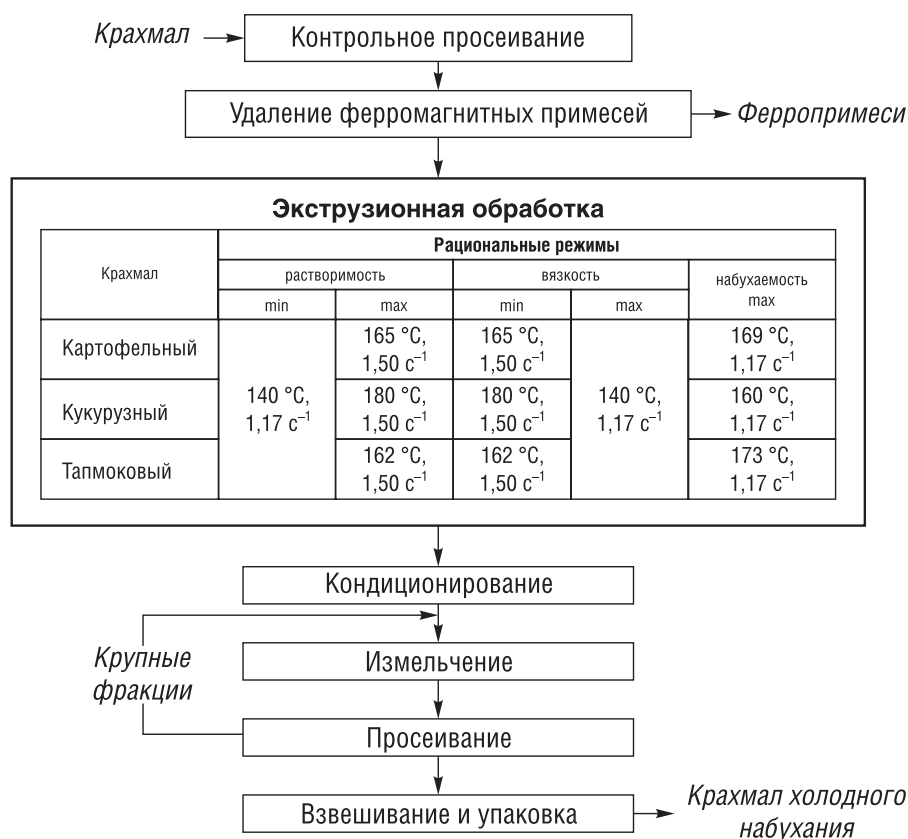 Крахмал
Контрольное просеивание
Удаление ферромагнитных примесей
Ферропримеси
Экструзионная обработка
Крахмал
Рациональные режимы
растворимость
вязкость
набухаемость
max
min
max
min
max
Картофельный
165 °C,
1,50 с⁻¹
165 °C,
1,50 с⁻¹
169 °C,
1,17 с⁻¹
140 °C,
1,17 с⁻¹
Кукурузный
180 °C,
1,50 с⁻¹
180 °C,
1,50 с⁻¹
140 °C,
1,17 с⁻¹
160 °C,
1,17 с⁻¹
Тапмоковый
162 °C,
1,50 с⁻¹
162 °C,
1,50 с⁻¹
173 °C,
1,17 с⁻¹
Кондиционирование
Крупные
фракции
Измельчение
Просеивание
Взвешивание и упаковка
Крахмал холодного
набухания